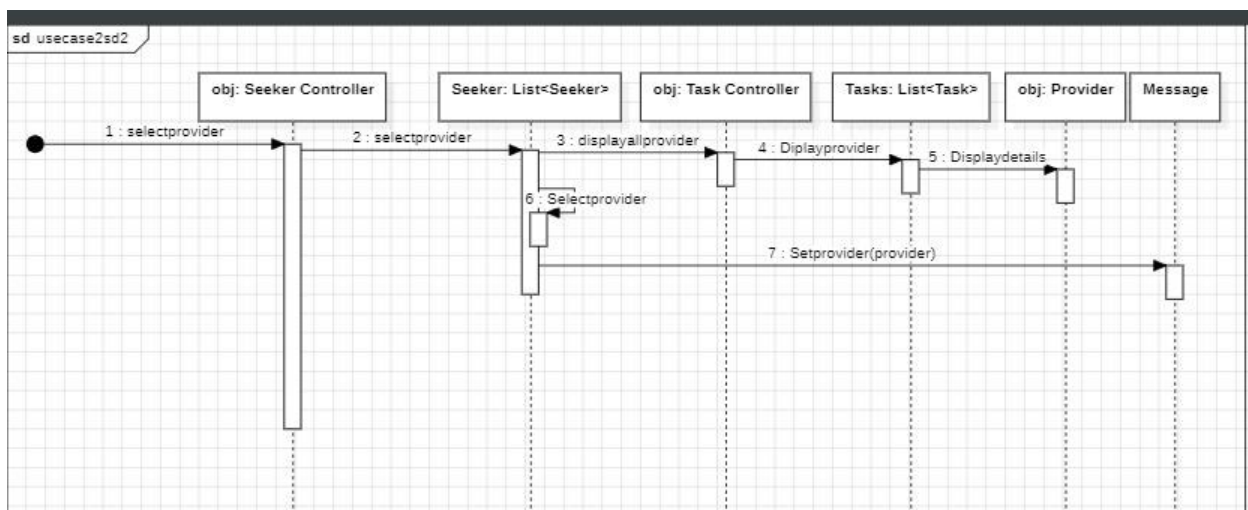 sd usecase2sd2
obj: Seeker Controller
Seeker: List<Seeker>
obj: Task Controller
Tasks: List<Task>
obj: Provider
Message
1 : selectprovider
2 : selectprovider
3 : displayallprovider
4 : Diplayprovider
5 : Displaydetails
6 : Selectprovider
7 : Setprovider(provider)